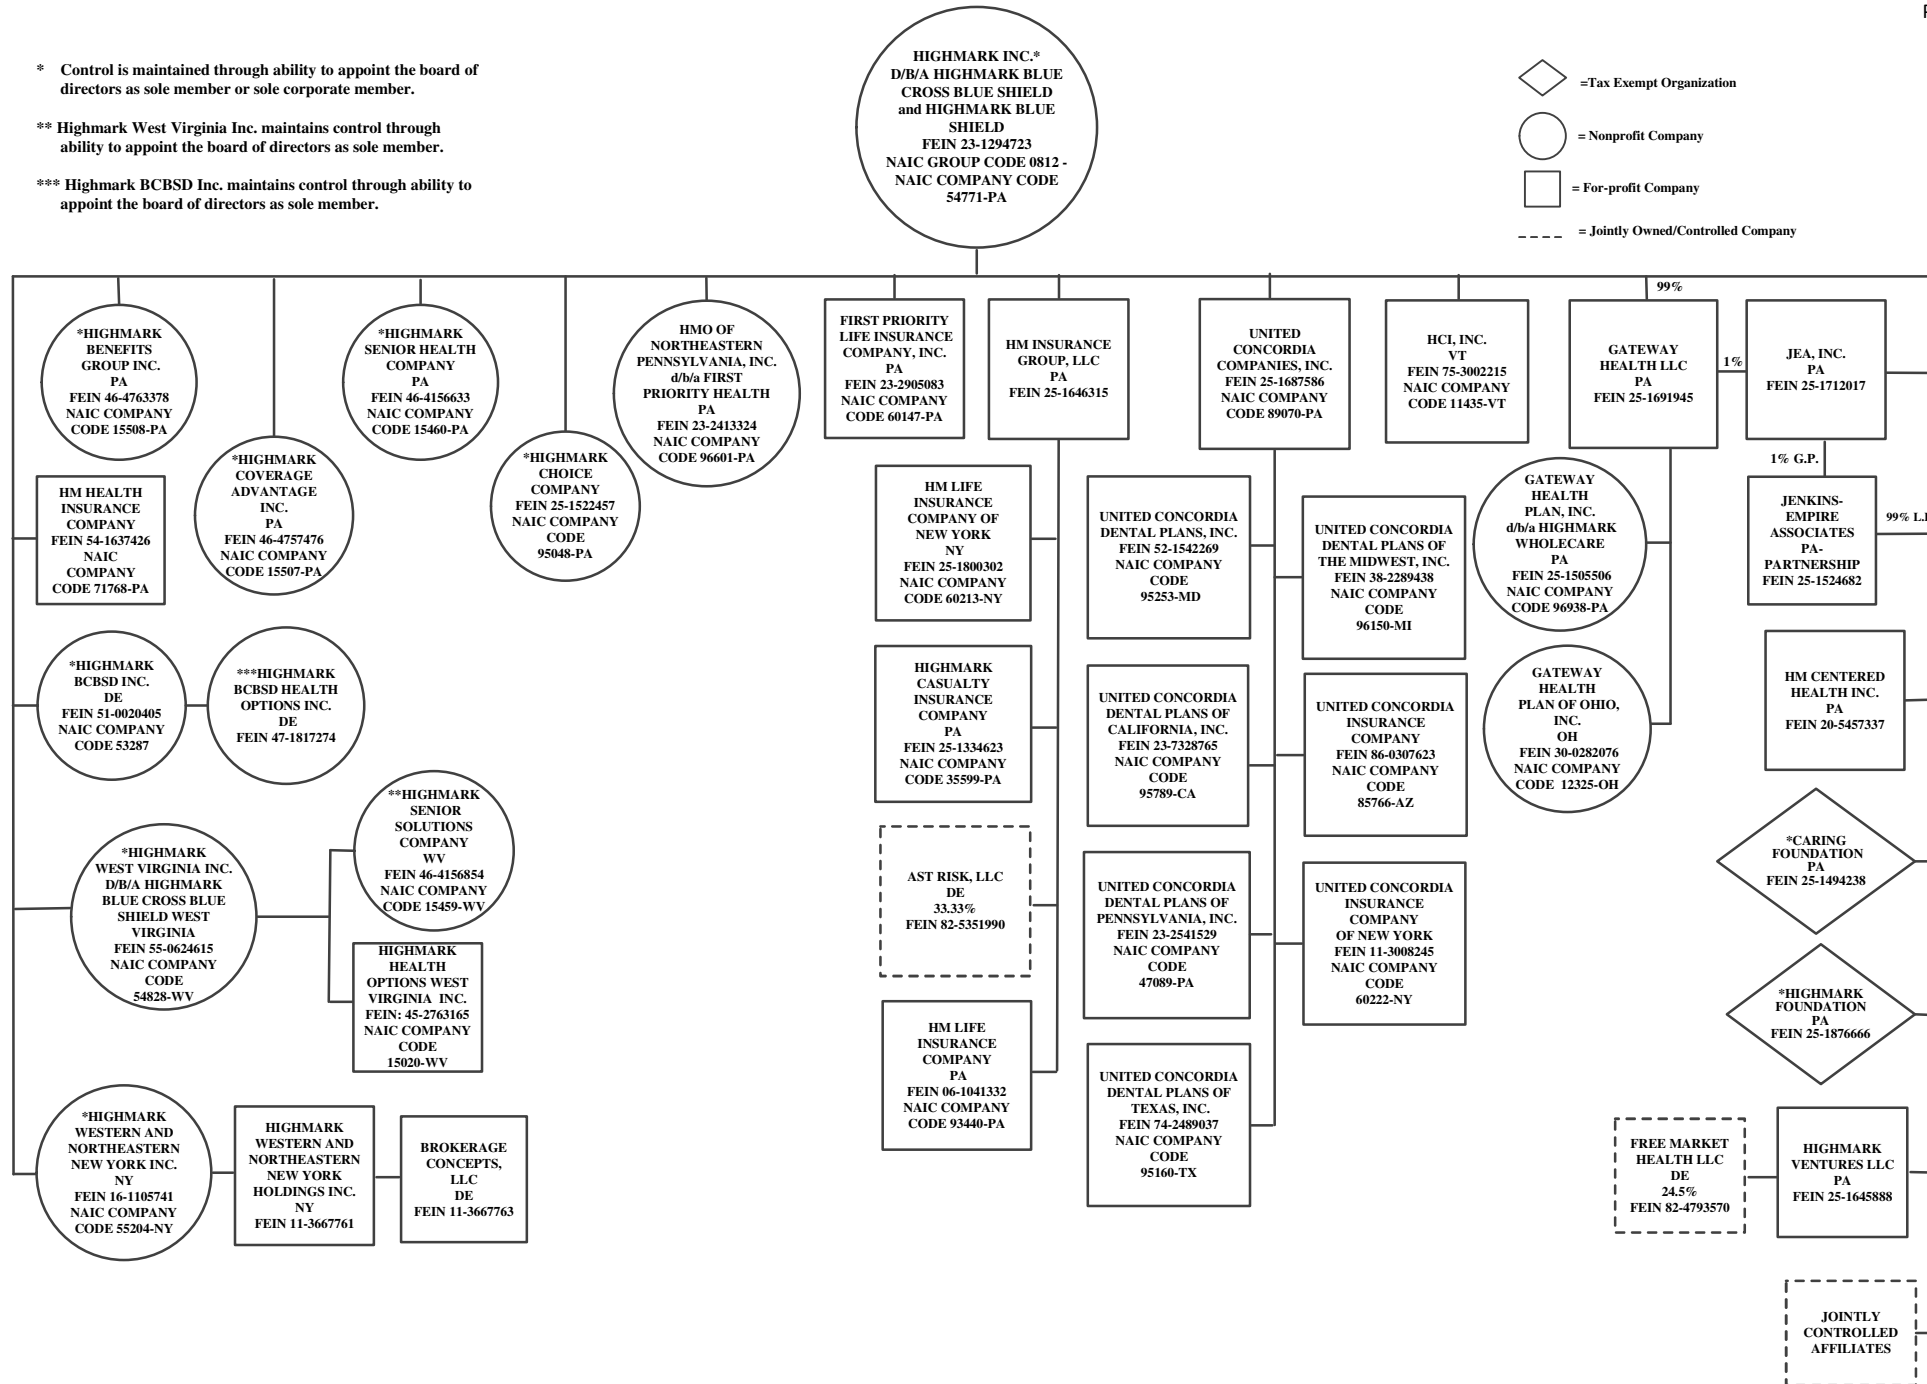 * Control is maintained through ability to appoint the board of
directors as sole member or sole corporate member.
** Highmark West Virginia Inc. maintains control through
ability to appoint the board of directors as sole member.
*** Highmark BCBSD Inc. maintains control through ability to
appoint the board of directors as sole member.
HIGHMARK INC.*
D/B/A HIGHMARK BLUE
CROSS BLUE SHIELD
and HIGHMARK BLUE
SHIELD
FEIN 23-1294723
NAIC GROUP CODE 0812 -
NAIC COMPANY CODE
54771-PA
=Tax Exempt Organization
= Nonprofit Company
= For-profit Company
= Jointly Owned/Controlled Company
*HIGHMARK
BENEFITS
GROUP INC.
PA
FEIN 46-4763378
NAIC COMPANY
CODE 15508-PA
*HIGHMARK
COVERAGE
ADVANTAGE
INC.
PA
FEIN 46-4757476
NAIC COMPANY
CODE 15507-PA
*HIGHMARK
SENIOR HEALTH
COMPANY
PA
FEIN 46-4156633
NAIC COMPANY
CODE 15460-PA
*HIGHMARK
CHOICE
COMPANY
FEIN 25-1522457
NAIC COMPANY
CODE
95048-PA
HMO OF
NORTHEASTERN
PENNSYLVANIA, INC.
d/b/a FIRST
PRIORITY HEALTH
PA
FEIN 23-2413324
NAIC COMPANY
CODE 96601-PA
FIRST PRIORITY
LIFE INSURANCE
COMPANY, INC.
PA
FEIN 23-2905083
NAIC COMPANY
CODE 60147-PA
HM INSURANCE
GROUP, LLC
PA
FEIN 25-1646315
UNITED
CONCORDIA
COMPANIES, INC.
FEIN 25-1687586
NAIC COMPANY
CODE 89070-PA
HCI, INC.
VT
FEIN 75-3002215
NAIC COMPANY
CODE 11435-VT
99%
GATEWAY
HEALTH LLC
PA
FEIN 25-1691945
1%
JEA, INC.
PA
FEIN 25-1712017
HM HEALTH
INSURANCE
COMPANY
FEIN 54-1637426
NAIC
COMPANY
CODE 71768-PA
HM LIFE
INSURANCE
COMPANY OF
NEW YORK
NY
FEIN 25-1800302
NAIC COMPANY
CODE 60213-NY
UNITED CONCORDIA
DENTAL PLANS, INC.
FEIN 52-1542269
NAIC COMPANY
CODE
95253-MD
UNITED CONCORDIA
DENTAL PLANS OF
THE MIDWEST, INC.
FEIN 38-2289438
NAIC COMPANY
CODE
96150-MI
GATEWAY
HEALTH
PLAN, INC.
d/b/a HIGHMARK
WHOLECARE
PA
FEIN 25-1505506
NAIC COMPANY
CODE 96938-PA
1% G.P.
JENKINS-
EMPIRE
ASSOCIATES
PA-
PARTNERSHIP
FEIN 25-1524682
99%
*HIGHMARK
BCBSD INC.
DE
FEIN 51-0020405
NAIC COMPANY
CODE 53287
***HIGHMARK
BCBSD HEALTH
OPTIONS INC.
DE
FEIN 47-1817274
HIGHMARK
CASUALTY
INSURANCE
COMPANY
PA
FEIN 25-1334623
NAIC COMPANY
CODE 35599-PA
UNITED CONCORDIA
DENTAL PLANS OF
CALIFORNIA, INC.
FEIN 23-7328765
NAIC COMPANY
CODE
95789-CA
UNITED CONCORDIA
INSURANCE
COMPANY
FEIN 86-0307623
NAIC COMPANY
CODE
85766-AZ
GATEWAY
HEALTH
PLAN OF OHIO,
INC.
OH
FEIN 30-0282076
NAIC COMPANY
CODE 12325-OH
HM CENTERED
HEALTH INC.
PA
FEIN 20-5457337
*HIGHMARK
WEST VIRGINIA INC.
D/B/A HIGHMARK
BLUE CROSS BLUE
SHIELD WEST
VIRGINIA
FEIN 55-0624615
NAIC COMPANY
CODE
54828-WV
**HIGHMARK
SENIOR
SOLUTIONS
COMPANY
WV
FEIN 46-4156854
NAIC COMPANY
CODE 15459-WV
HIGHMARK
HEALTH
OPTIONS WEST
VIRGINIA INC.
FEIN: 45-2763165
NAIC COMPANY
CODE
15020-WV
AST RISK, LLC
DE
33.33%
FEIN 82-5351990
UNITED CONCORDIA
DENTAL PLANS OF
PENNSYLVANIA, INC.
FEIN 23-2541529
NAIC COMPANY
CODE
47089-PA
UNITED CONCORDIA
INSURANCE
COMPANY
OF NEW YORK
FEIN 11-3008245
NAIC COMPANY
CODE
60222-NY
*CARING
FOUNDATION
PA
FEIN 25-1494238
*HIGHMARK
FOUNDATION
PA
FEIN 25-1876666
HM LIFE
INSURANCE
COMPANY
PA
FEIN 06-1041332
NAIC COMPANY
CODE 93440-PA
UNITED CONCORDIA
DENTAL PLANS OF
TEXAS, INC.
FEIN 74-2489037
NAIC COMPANY
CODE
95160-TX
*HIGHMARK
WESTERN AND
NORTHEASTERN
NEW YORK INC.
NY
FEIN 16-1105741
NAIC COMPANY
CODE 55204-NY
HIGHMARK
WESTERN AND
NORTHEASTERN
NEW YORK
HOLDINGS INC.
NY
FEIN 11-3667761
BROKERAGE
CONCEPTS,
LLC
DE
FEIN 11-3667763
FREE MARKET
HEALTH LLC
DE
24.5%
FEIN 82-4793570
HIGHMARK
VENTURES LLC
PA
FEIN 25-1645888
JOINTLY
CONTROLLED
AFFILIATES